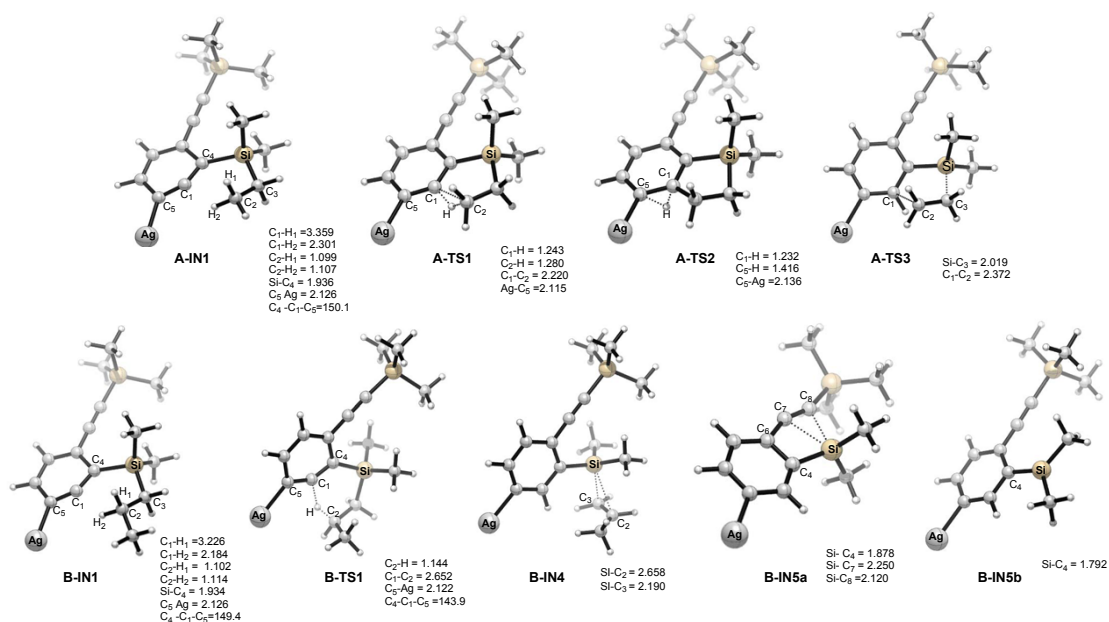 C4
Si
H1
C1
C3
H2
C2
C5
Ag
A-IN1
C1-H1 =3.359
C1-H2 = 2.301
C2-H1 = 1.099
C2-H2 = 1.107
Si-C4 = 1.936
C5 Ag = 2.126
C4 -C1-C5=150.1
Si
C1
H
C2
C5
Ag
A-TS1
C1-H = 1.243
C2-H = 1.280
C1-C2 = 2.220
Ag-C5 =2.115
Si
C1
C5
H
Ag
A-TS2
C1-H = 1.232
C5-H = 1.416
C5-Ag = 2.136
Si
C1
C2
C3
Ag
A-TS3
Si-C3 = 2.019
C1-C2 = 2.372
C4
Si
C1
H1
C3
H2
C2
C5
Ag
B-IN1
C1-H1 =3.226
C1-H2 = 2.184
C2-H1 = 1.102
C2-H2 = 1.114
Si-C4 = 1.934
C5 Ag = 2.126
C4 -C1-C5=149.4
C4
Si
C5
C1
H
C2
Ag
B-TS1
C2-H = 1.144
C1-C2 = 2.652
C5-Ag = 2.122
C4-C1-C5 =143.9
Si
C3
C2
Ag
B-IN4
SI-C2 = 2.658
SI-C3 = 2.190
C8
C7
C6
Si
C4
Ag
B-IN5a
Si- C4 = 1.878
Si- C7 = 2.250
Si-C8 =2.120
Si
C4
Ag
B-IN5b
Si-C4 = 1.792